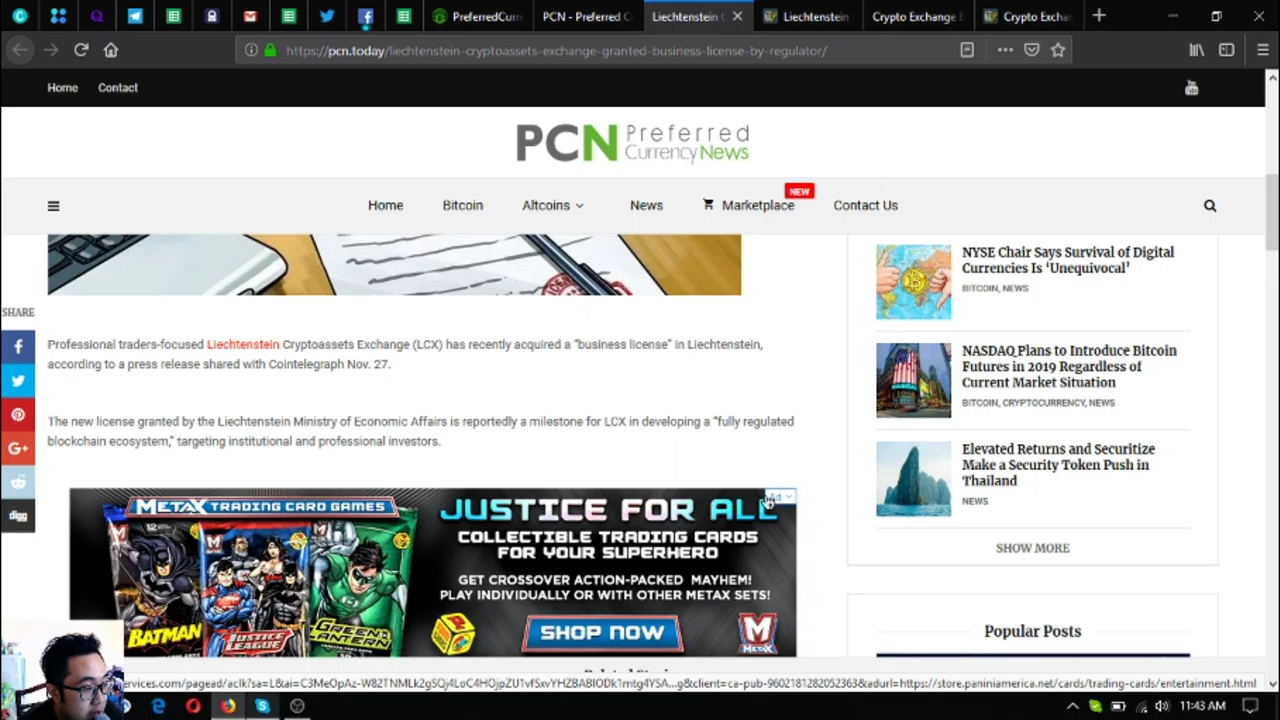 PreferredCurr
PCN - Preferred C
Liechtenstein
Liechtenstein
Crypto Exchange
Crypto Exchar
https://pcn.today/liechtenstein-cryptoassets-exchange-granted-business-license-by-regulator/
Home Contact
PCN Preferred
Currency News
Home Bitcoin Altcoins News Marketplace NEW Contact Us
SHARE
Professional traders-focused Liechtenstein Cryptoassets Exchange (LCX) has recently acquired a “business license” in Liechtenstein,
according to a press release shared with Cointelegraph Nov. 27.
The new license granted by the Liechtenstein Ministry of Economic Affairs is reportedly a milestone for LCX in developing a “fully regulated
blockchain ecosystem,” targeting institutional and professional investors.
digg
METAX TRADING CARD GAMES
BATMAN
JUSTICE LEAGUE
GREEN LANTERN
JUSTICE FOR ALL
COLLECTIBLE TRADING CARDS
FOR YOUR SUPERHERO
GET CROSSOVER ACTION-PACKED MAYHEM!
PLAY INDIVIDUALLY OR WITH OTHER METAX SETS!
SHOP NOW
METAX
NYSE Chair Says Survival of Digital
Currencies Is ‘Unequivocal’
BITCOIN, NEWS
NASDAQ Plans to Introduce Bitcoin
Futures in 2019 Regardless of
Current Market Situation
BITCOIN, CRYPTOCURRENCY, NEWS
Elevated Returns and Securitize
Make a Security Token Push in
Thailand
NEWS
SHOW MORE
Popular Posts
11:43 AM